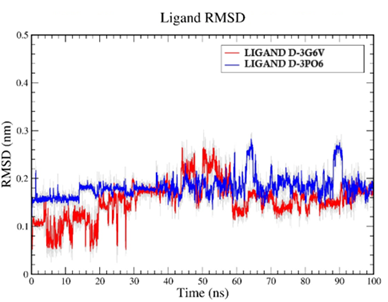 Ligand RMSD
0.5
LIGAND D-3G6V
LIGAND D-3PO6
0.4
0.3
RMSD (nm)
0.2
0.1
0
0 10 20 30 40 50 60 70 80 90 100
Time (ns)